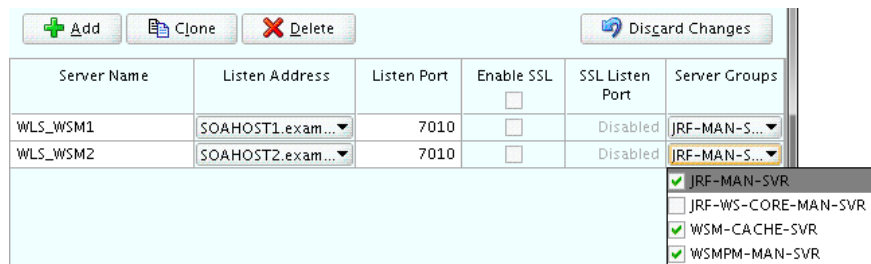 Add Clone Delete Discard Changes
Server Name Listen Address Listen Port Enable SSL SSL Listen Port Server Groups
WLS_WSM1 SOAHOST1.exam... 7010 Disabled JRF-MAN-S...
WLS_WSM2 SOAHOST2.exam... 7010 Disabled JRF-MAN-S...
JRF-MAN-SVR
JRF-WS-CORE-MAN-SVR
WSM-CACHE-SVR
WSMPM-MAN-SVR